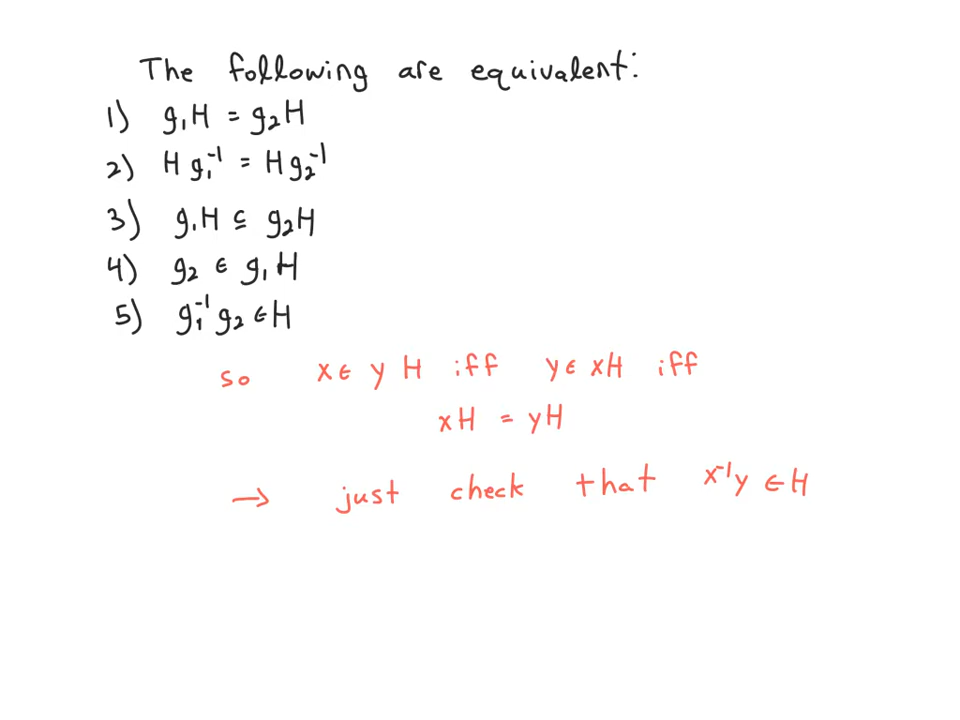 The following are equivalent:
1) g₁H = g₂H
2) Hg₁⁻¹ = Hg₂⁻¹
3) g₁H ⊆ g₂H
4) g₂ ∈ g₁H
5) g₁⁻¹g₂ ∈ H
so x ∈ y H iff y ∈ xH iff
xH = yH
→ just check that x⁻¹y ∈ H